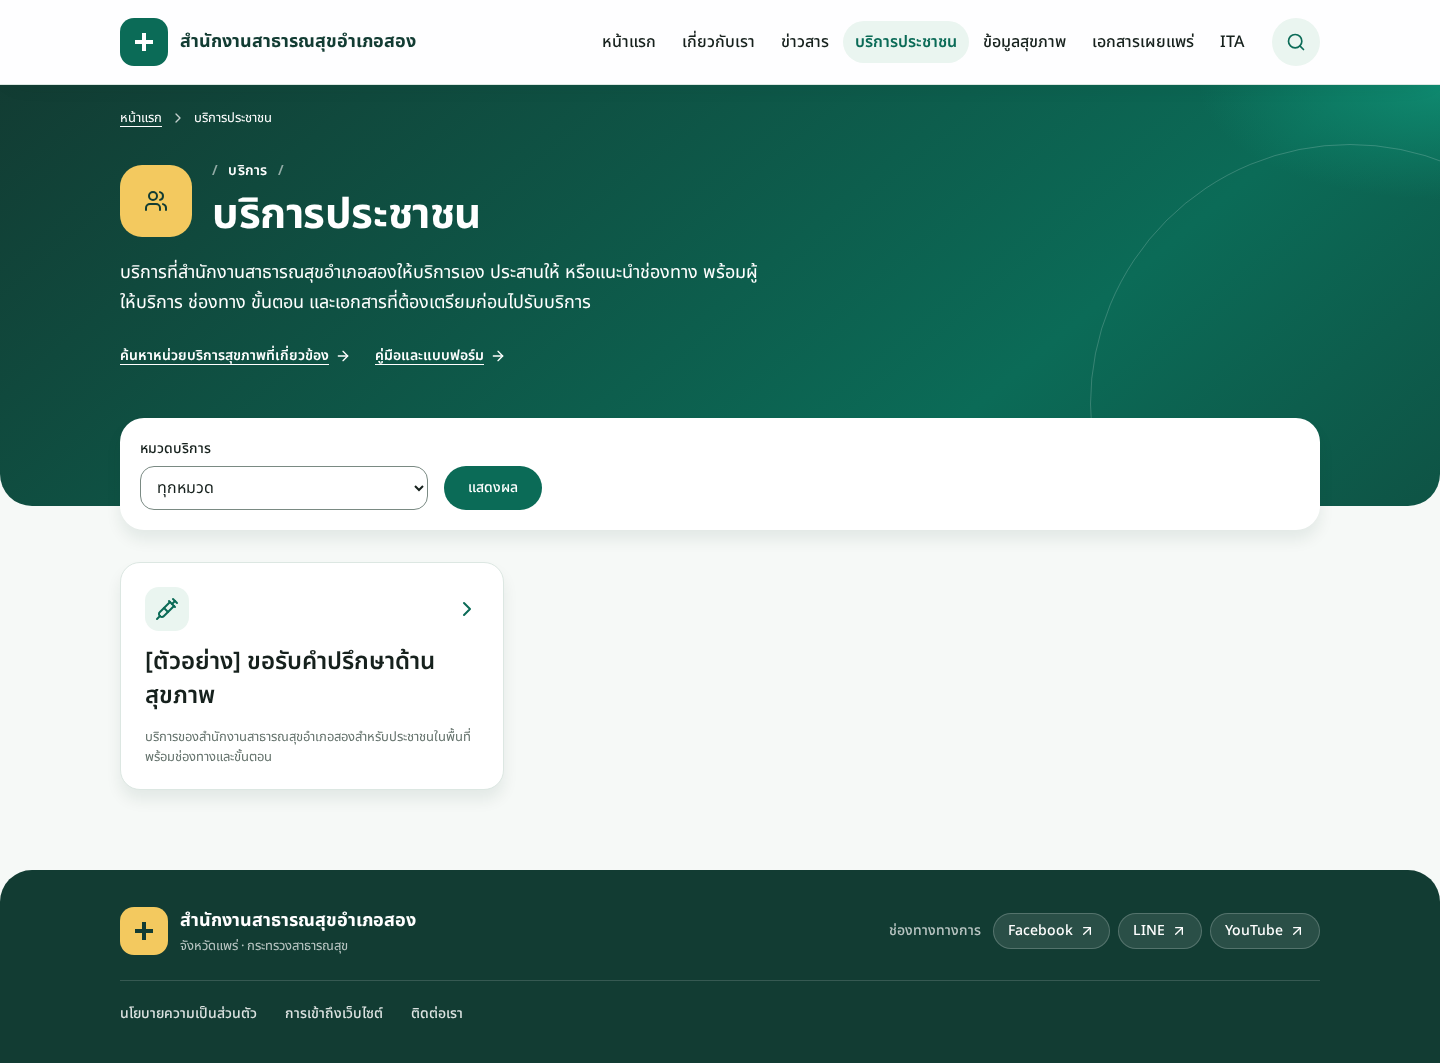 สำนักงานสาธารณสุขอำเภอสอง
หน้าแรก เกี่ยวกับเรา ข่าวสาร บริการประชาชน ข้อมูลสุขภาพ เอกสารเผยแพร่ ITA
หน้าแรก บริการประชาชน
/ บริการ /
บริการประชาชน
บริการที่สำนักงานสาธารณสุขอำเภอสองให้บริการเอง ประสานให้ หรือแนะนำช่องทาง พร้อมผู้
ให้บริการ ช่องทาง ขั้นตอน และเอกสารที่ต้องเตรียมก่อนไปรับบริการ
ค้นหาหน่วยบริการสุขภาพที่เกี่ยวข้อง คู่มือและแบบฟอร์ม
หมวดบริการ
ทุกหมวด แสดงผล
[ตัวอย่าง] ขอรับคำปรึกษาด้าน
สุขภาพ
บริการของสำนักงานสาธารณสุขอำเภอสองสำหรับประชาชนในพื้นที่
พร้อมช่องทางและขั้นตอน
สำนักงานสาธารณสุขอำเภอสอง
จังหวัดแพร่ · กระทรวงสาธารณสุข
ช่องทางทางการ Facebook LINE YouTube
นโยบายความเป็นส่วนตัว การเข้าถึงเว็บไซต์ ติดต่อเรา